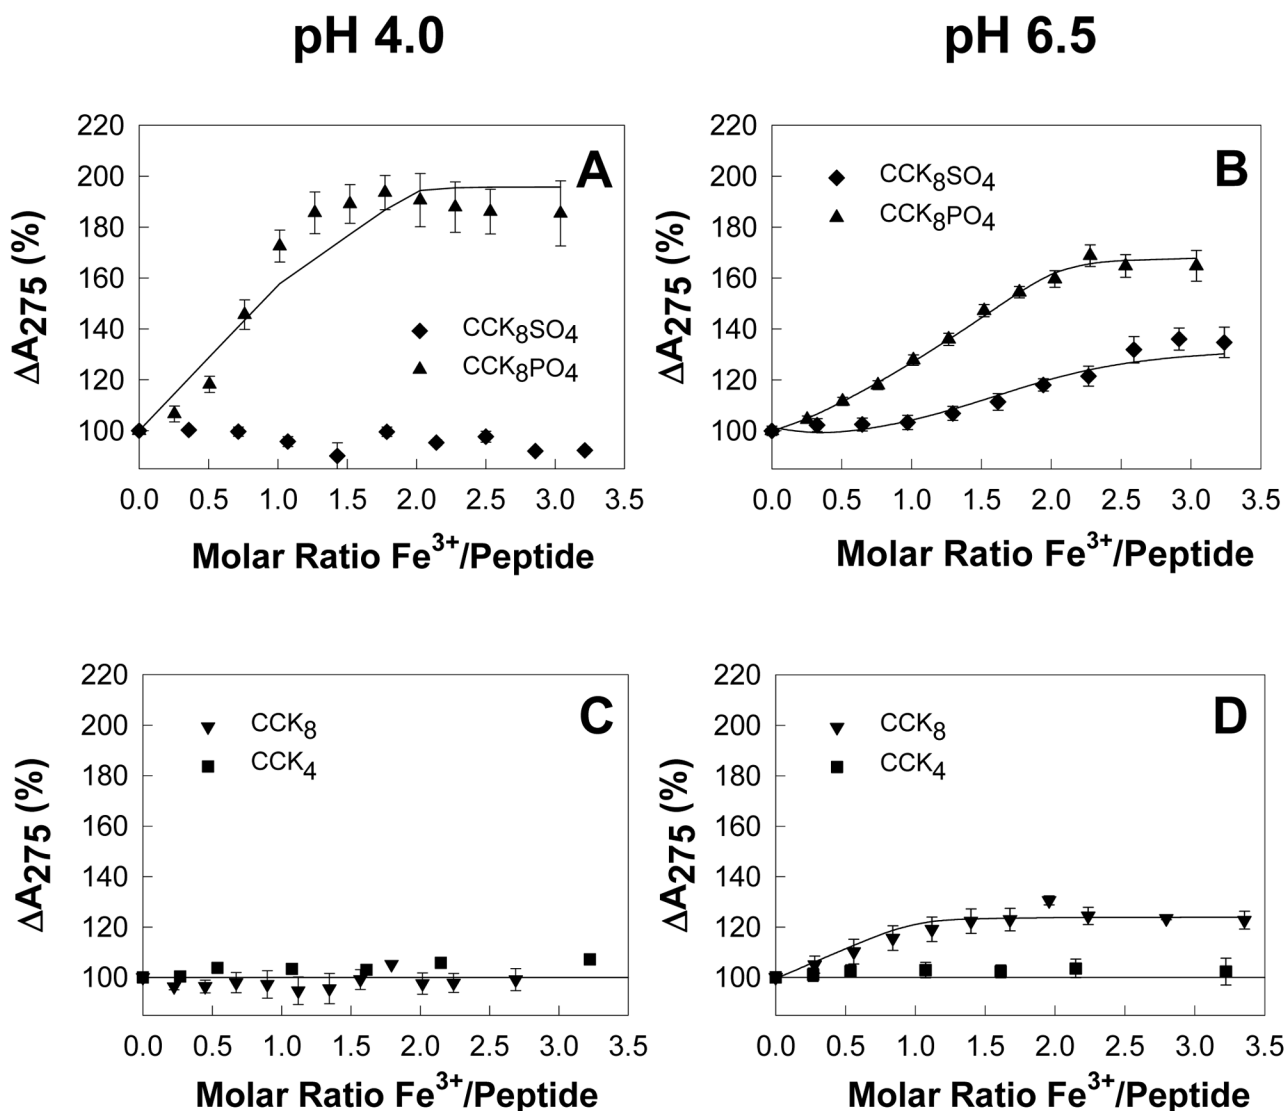 pH 4.0
pH 6.5
A
220
200
180
160
140
120
100
ΔA275 (%)
CCK8SO4
CCK8PO4
0.0 0.5 1.0 1.5 2.0 2.5 3.0 3.5
Molar Ratio Fe3+/Peptide
B
220
200
180
160
140
120
100
ΔA275 (%)
CCK8SO4
CCK8PO4
0.0 0.5 1.0 1.5 2.0 2.5 3.0 3.5
Molar Ratio Fe3+/Peptide
C
220
200
180
160
140
120
100
ΔA275 (%)
CCK8
CCK4
0.0 0.5 1.0 1.5 2.0 2.5 3.0 3.5
Molar Ratio Fe3+/Peptide
D
220
200
180
160
140
120
100
ΔA275 (%)
CCK8
CCK4
0.0 0.5 1.0 1.5 2.0 2.5 3.0 3.5
Molar Ratio Fe3+/Peptide